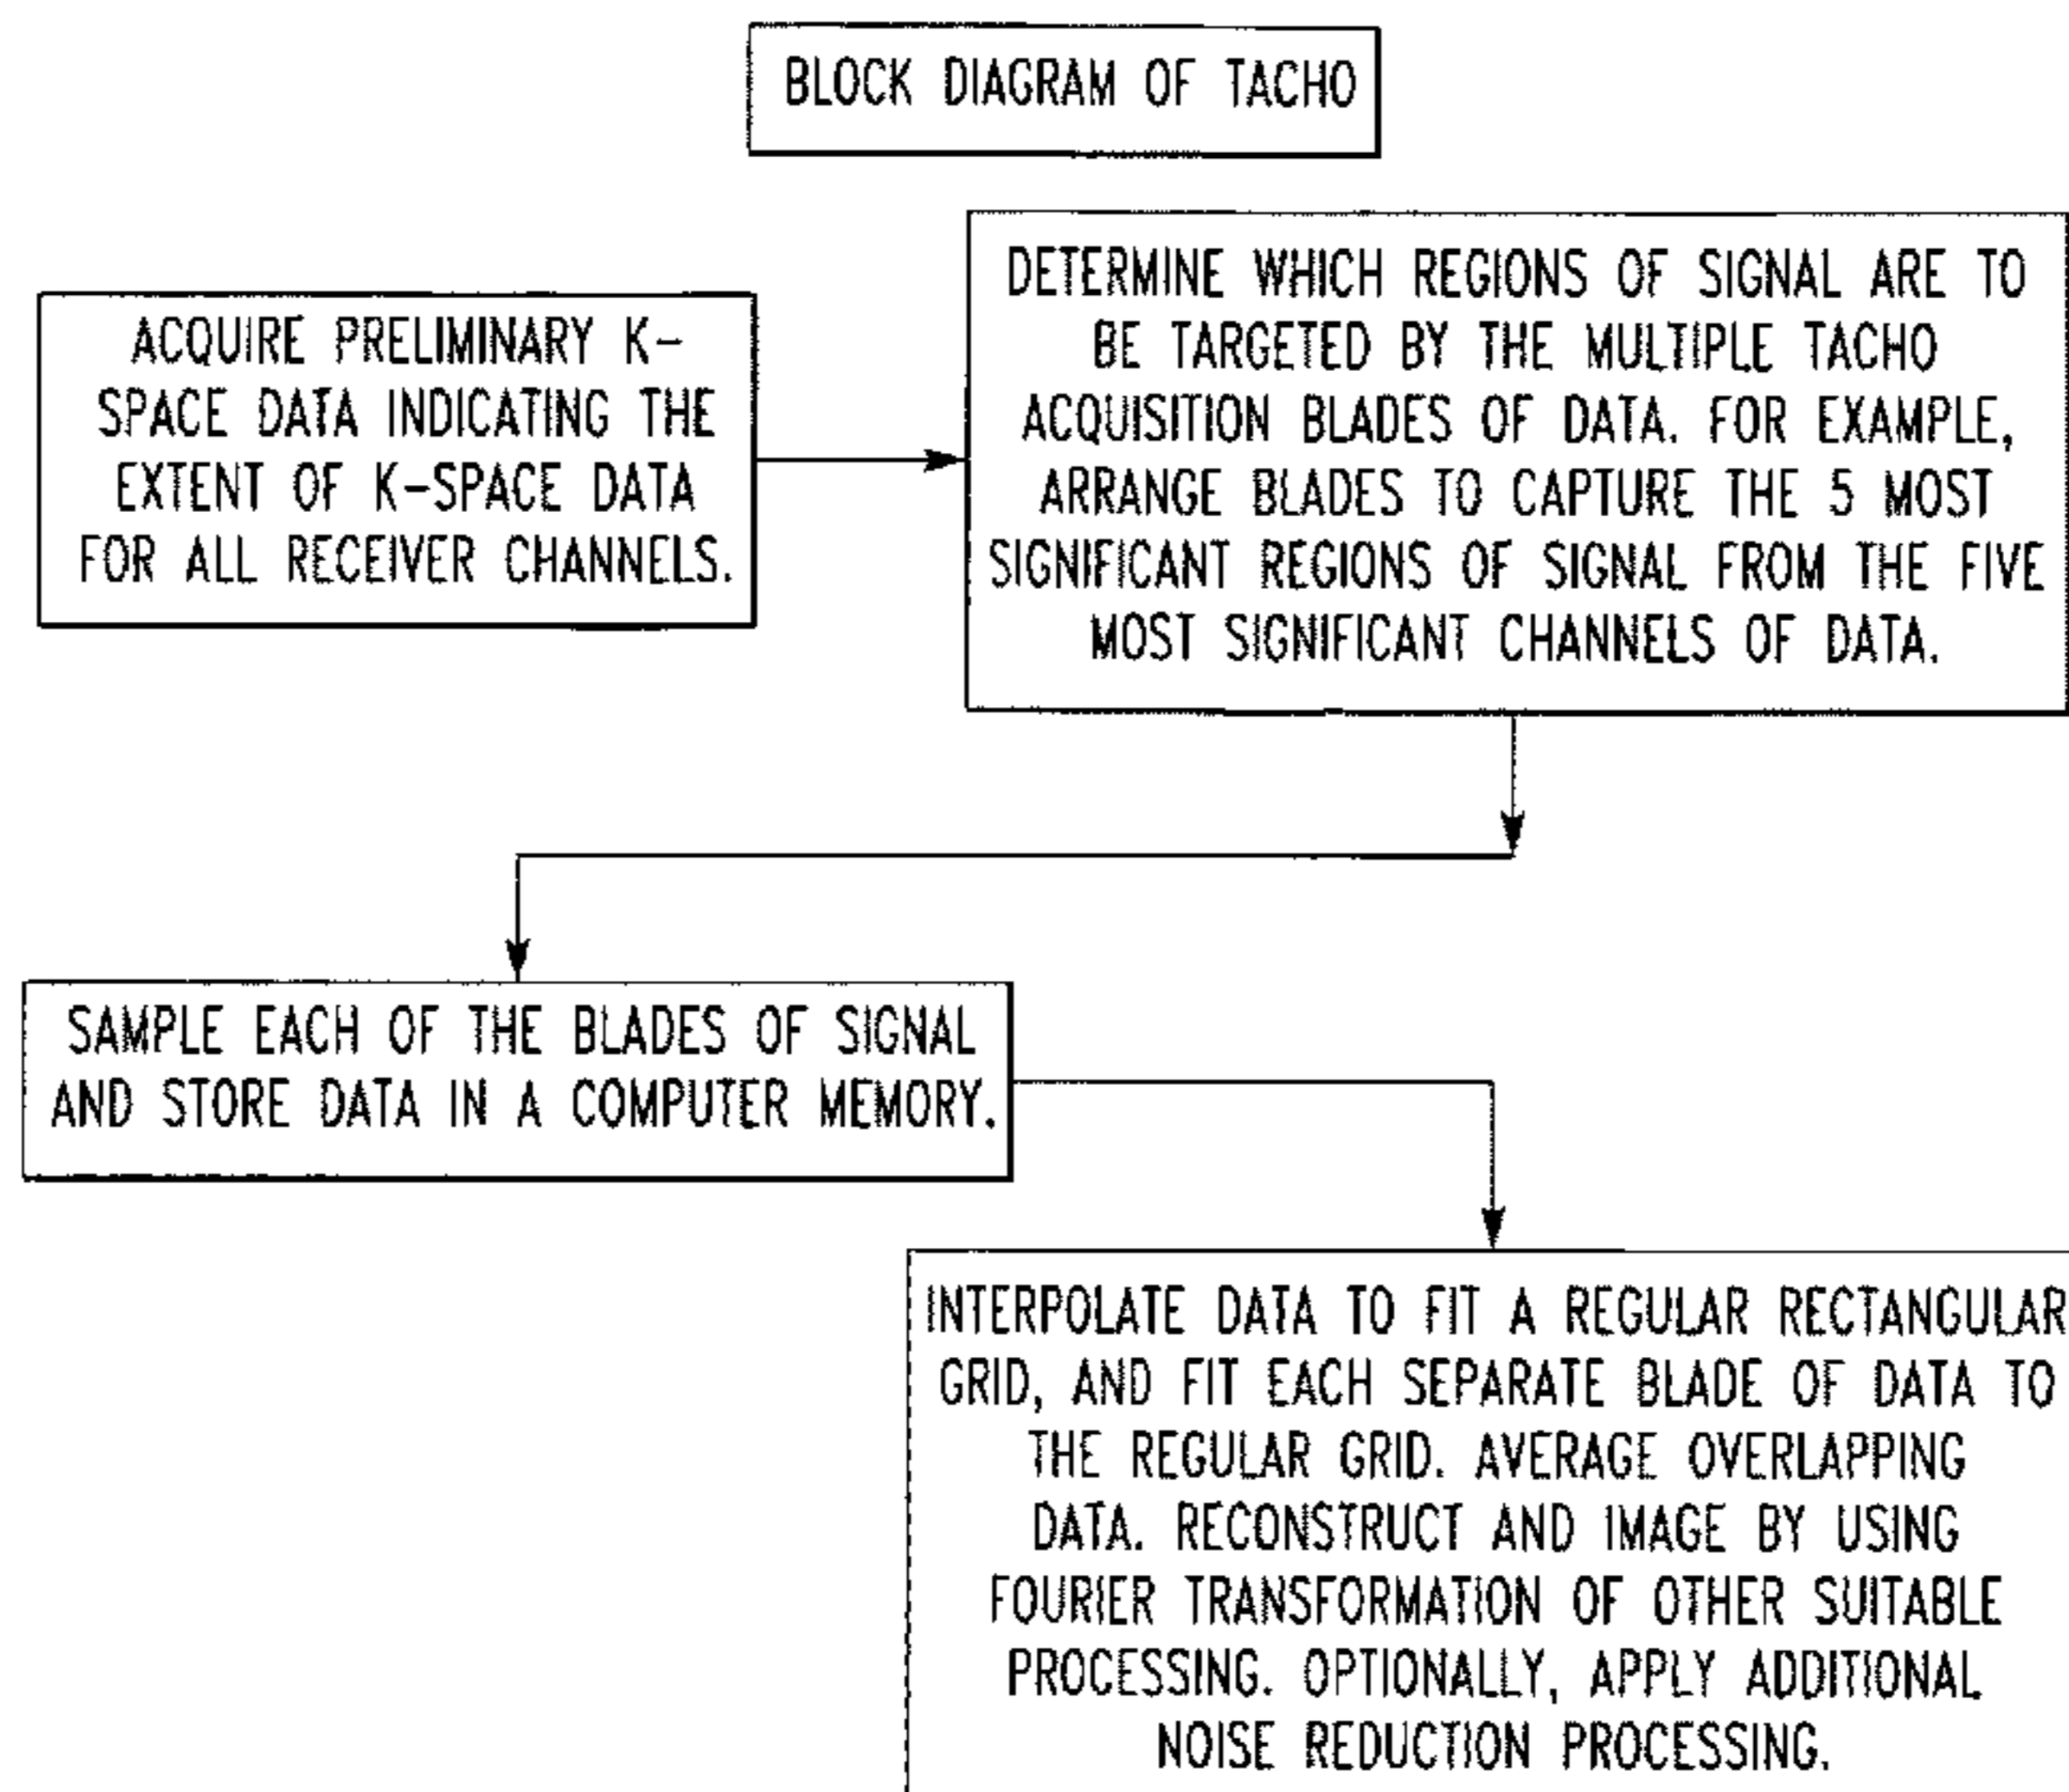 BLOCK DIAGRAM OF TACHO
ACQUIRE PRELIMINARY K-
SPACE DATA INDICATING THE
EXTENT OF K-SPACE DATA
FOR ALL RECEIVER CHANNELS.
DETERMINE WHICH REGIONS OF SIGNAL ARE TO
BE TARGETED BY THE MULTIPLE TACHO
ACQUISITION BLADES OF DATA. FOR EXAMPLE,
ARRANGE BLADES TO CAPTURE THE 5 MOST
SIGNIFICANT REGIONS OF SIGNAL FROM THE FIVE
MOST SIGNIFICANT CHANNELS OF DATA.
SAMPLE EACH OF THE BLADES OF SIGNAL
AND STORE DATA IN A COMPUTER MEMORY.
INTERPOLATE DATA TO FIT A REGULAR RECTANGULAR
GRID, AND FIT EACH SEPARATE BLADE OF DATA TO
THE REGULAR GRID. AVERAGE OVERLAPPING
DATA. RECONSTRUCT AND IMAGE BY USING
FOURIER TRANSFORMATION OF OTHER SUITABLE
PROCESSING. OPTIONALLY, APPLY ADDITIONAL
NOISE REDUCTION PROCESSING.